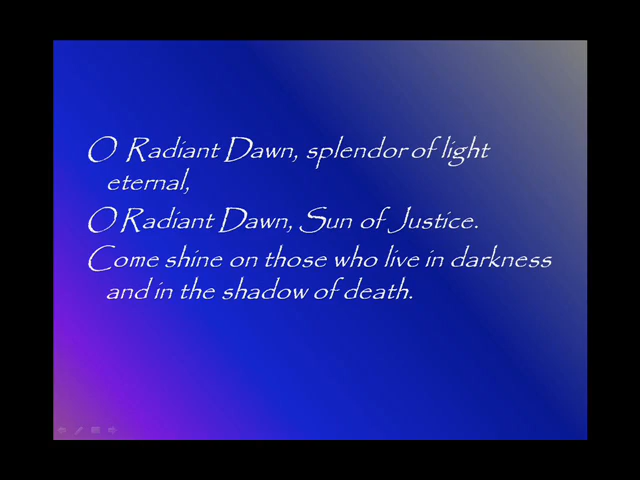 O Radiant Dawn, splendor of light
eternal,
O Radiant Dawn, Sun of Justice.
Come shine on those who live in darkness
and in the shadow of death.